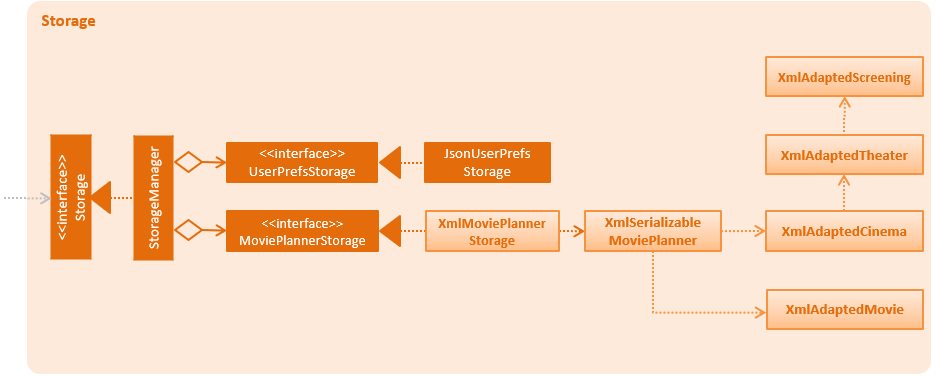 Storage
XmlAdaptedScreening
<<interface>>
Storage
StorageManager
<<interface>>
UserPrefsStorage
JsonUserPrefs
Storage
XmlAdaptedTheater
<<interface>>
MoviePlannerStorage
XmlMoviePlanner
Storage
XmlSerializable
MoviePlanner
XmlAdaptedCinema
XmlAdaptedMovie